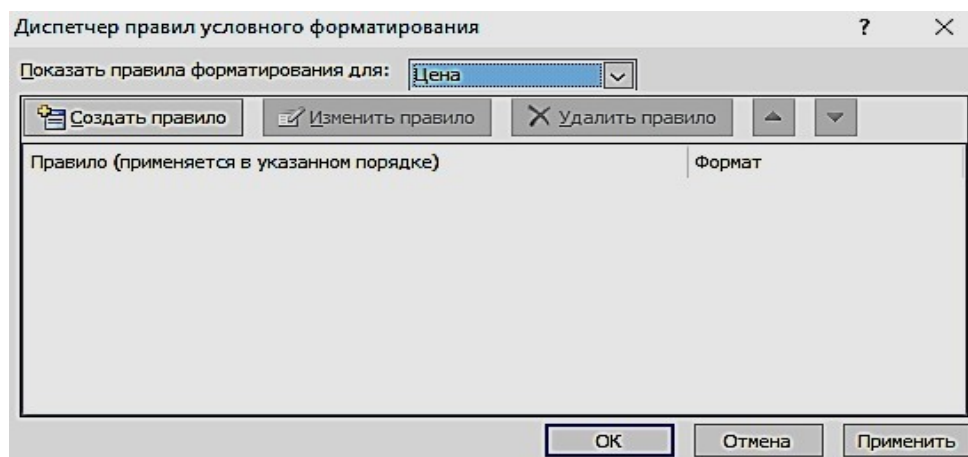 Диспетчер правил условного форматирования ?
Показать правила форматирования для: Цена
Создать правило Изменить правило Удалить правило
Правило (применяется в указанном порядке) Формат
ОК Отмена Применить